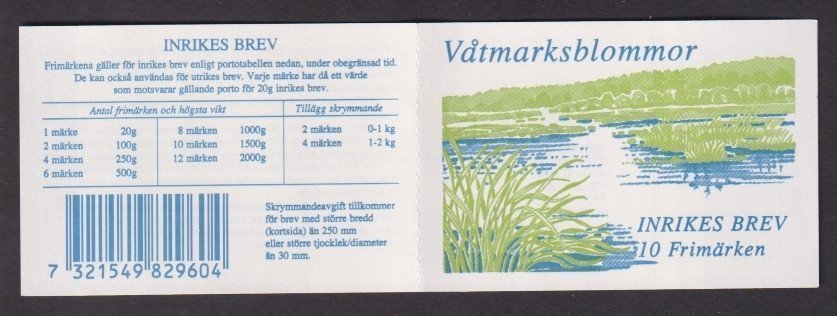 INRIKES BREV
Frimärkena gäller för inrikes brev enligt portotabellen nedan, under obegränsad tid.
De kan också användas för utrikes brev. Varje märke har då ett värde
som motsvarar gällande porto för 20g inrikes brev.
Antal frimärken och högsta vikt Tillägg skrymmande
1 märke 20g 8 märken 1000g 2 märken 0-1 kg
2 märken 100g 10 märken 1500g 4 märken 1-2 kg
4 märken 250g 12 märken 2000g
6 märken 500g
Skrymmandeavgift tillkommer
för brev med större bredd
(kortsida) än 250 mm
eller större tjocklek/diameter
än 30 mm.
7 321549 829604
Våtmarksblommor
INRIKES BREV
10 Frimärken